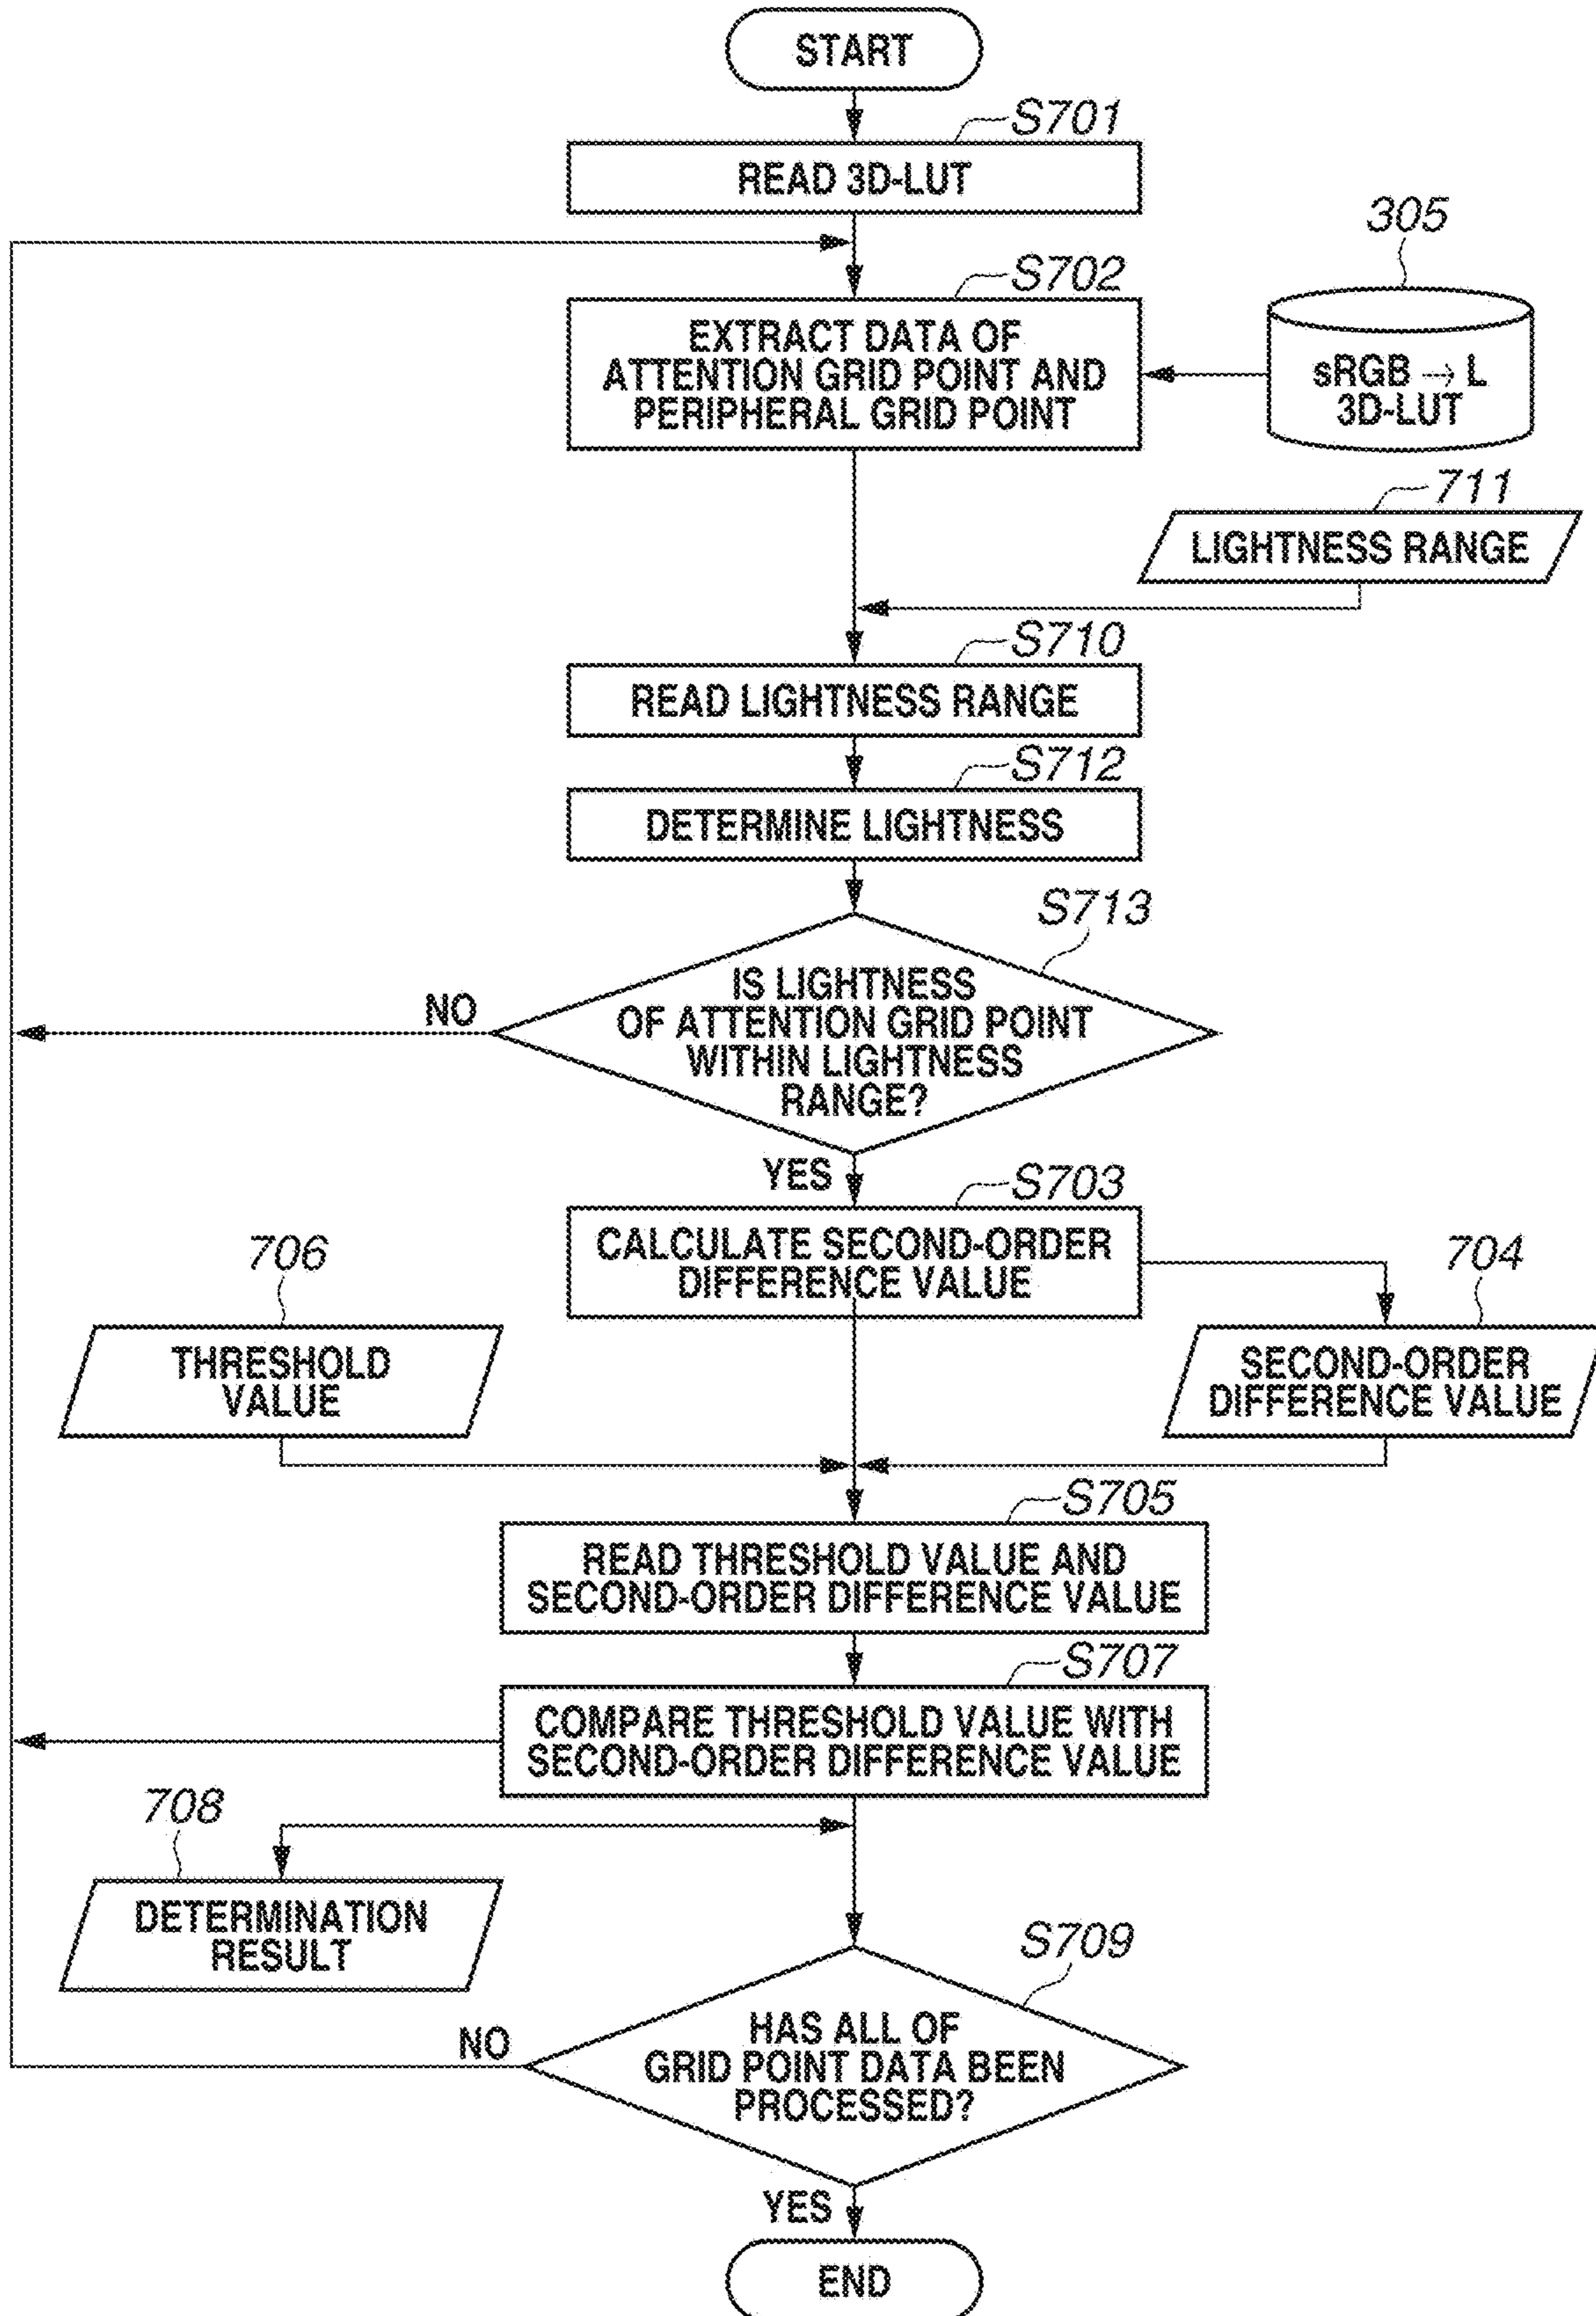 START
S701
READ 3D-LUT
305
S702
EXTRACT DATA OF
ATTENTION GRID POINT AND
PERIPHERAL GRID POINT
sRGB → L
3D-LUT
711
LIGHTNESS RANGE
S710
READ LIGHTNESS RANGE
S712
DETERMINE LIGHTNESS
S713
IS LIGHTNESS
OF ATTENTION GRID POINT
WITHIN LIGHTNESS
RANGE?
NO
YES
S703
CALCULATE SECOND-ORDER
DIFFERENCE VALUE
706
THRESHOLD
VALUE
704
SECOND-ORDER
DIFFERENCE VALUE
S705
READ THRESHOLD VALUE AND
SECOND-ORDER DIFFERENCE VALUE
S707
COMPARE THRESHOLD VALUE WITH
SECOND-ORDER DIFFERENCE VALUE
708
DETERMINATION
RESULT
S709
HAS ALL OF
GRID POINT DATA BEEN
PROCESSED?
NO
YES
END